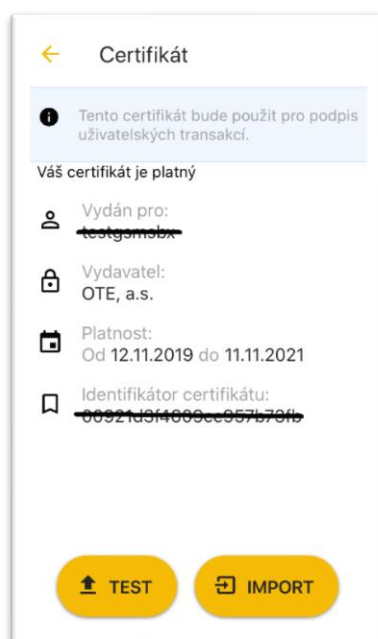 Certifikát
Tento certifikát bude použit pro podpis
uživatelských transakcí.
Váš certifikát je platný
Vydán pro:
Vydavatel:
OTE, a.s.
Platnost:
Od 12.11.2019 do 11.11.2021
Identifikátor certifikátu:
TEST
IMPORT